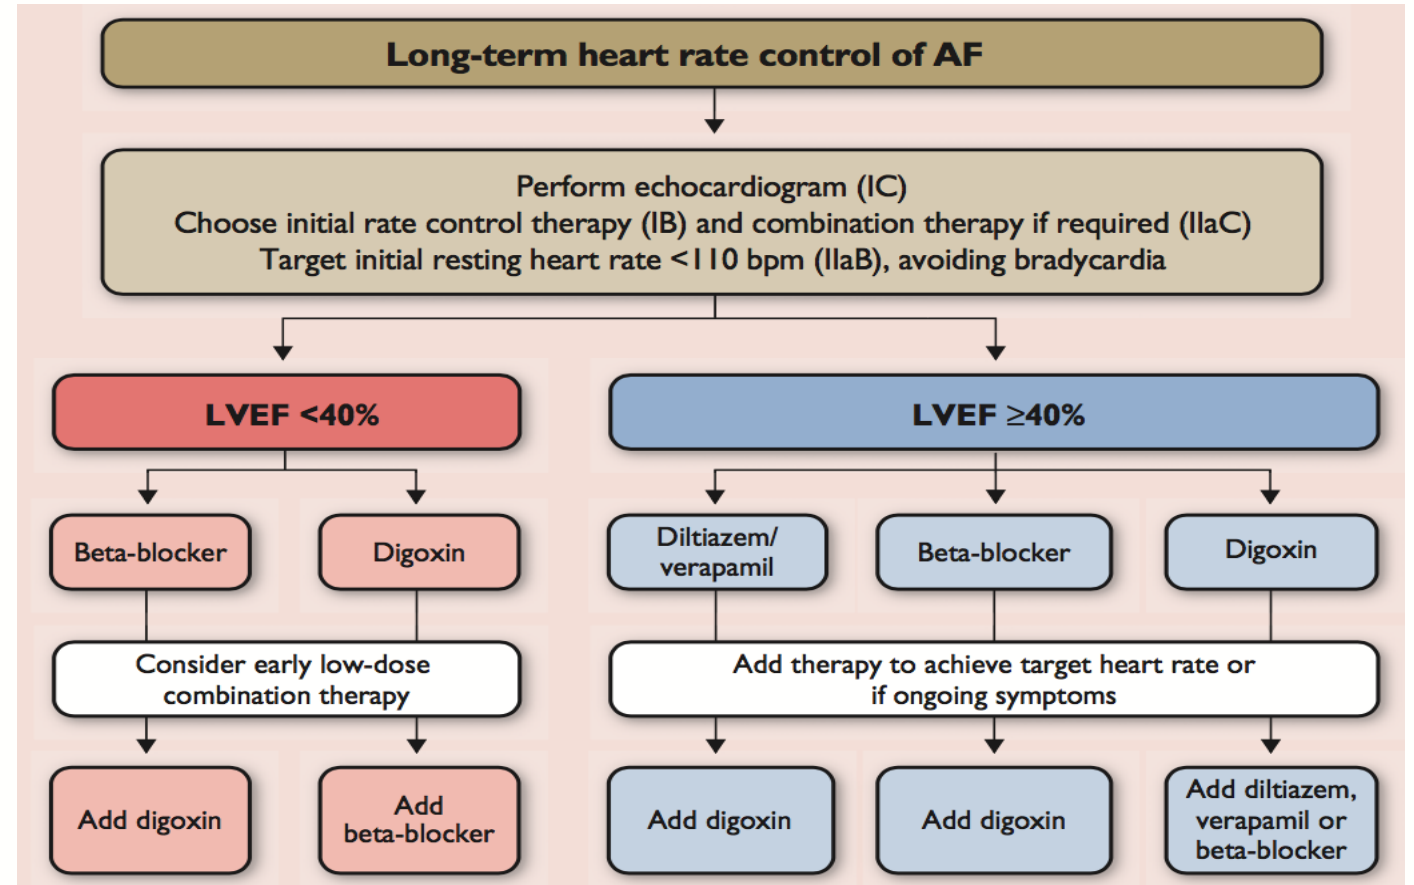 Long-term heart rate control of AF
Perform echocardiogram (IC)
Choose initial rate control therapy (IB) and combination therapy if required (IIaC)
Target initial resting heart rate <110 bpm (IIaB), avoiding bradycardia
LVEF <40%
LVEF ≥40%
Beta-blocker
Digoxin
Diltiazem/
verapamil
Beta-blocker
Digoxin
Consider early low-dose
combination therapy
Add therapy to achieve target heart rate or
if ongoing symptoms
Add digoxin
Add
beta-blocker
Add digoxin
Add digoxin
Add diltiazem,
verapamil or
beta-blocker